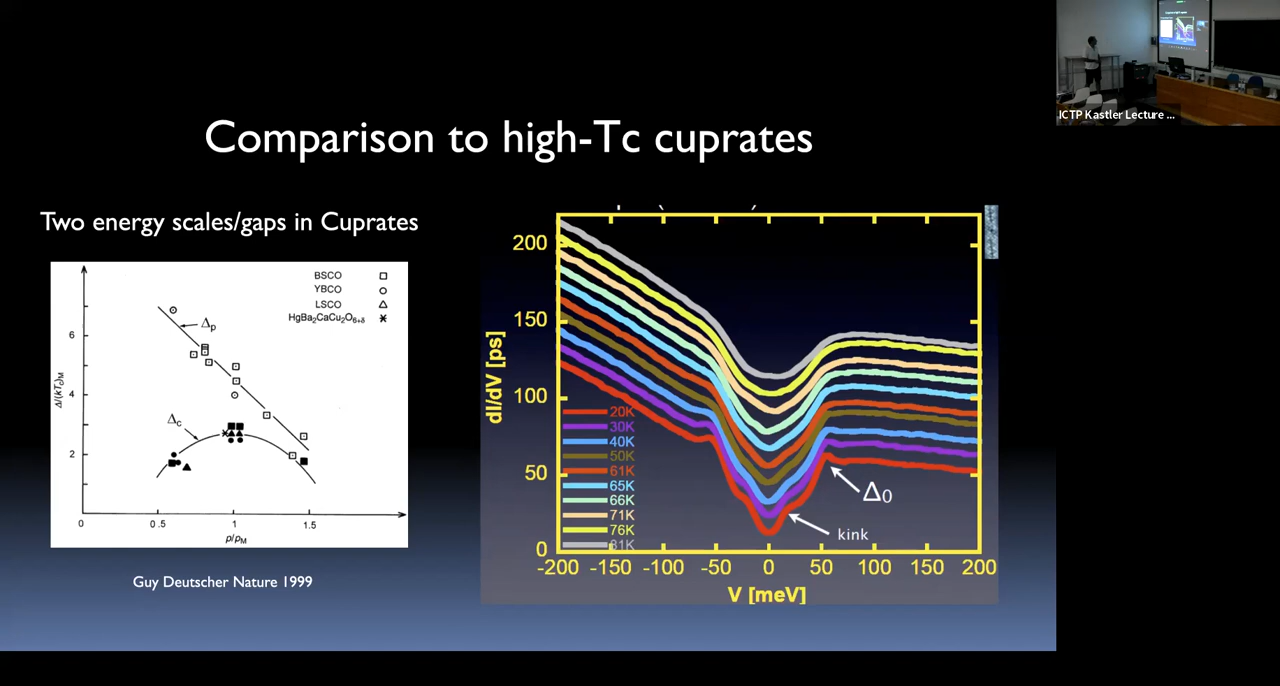 Comparison to high-Tc cuprates
Two energy scales/gaps in Cuprates
BSCO
YBCO
LSCO
HgBa₂CaCu₂O₆₊δ
Δp
Δc
Δ/(kTc)M
6
4
2
0
0.5
1
1.5
p/pM
Guy Deutscher Nature 1999
200
150
100
50
0
dI/dV [ps]
20K
30K
40K
50K
61K
65K
66K
71K
76K
81K
Δ₀
kink
-200 -150 -100 -50 0 50 100 150 200
V [meV]
ICTP Kastler Lecture ...